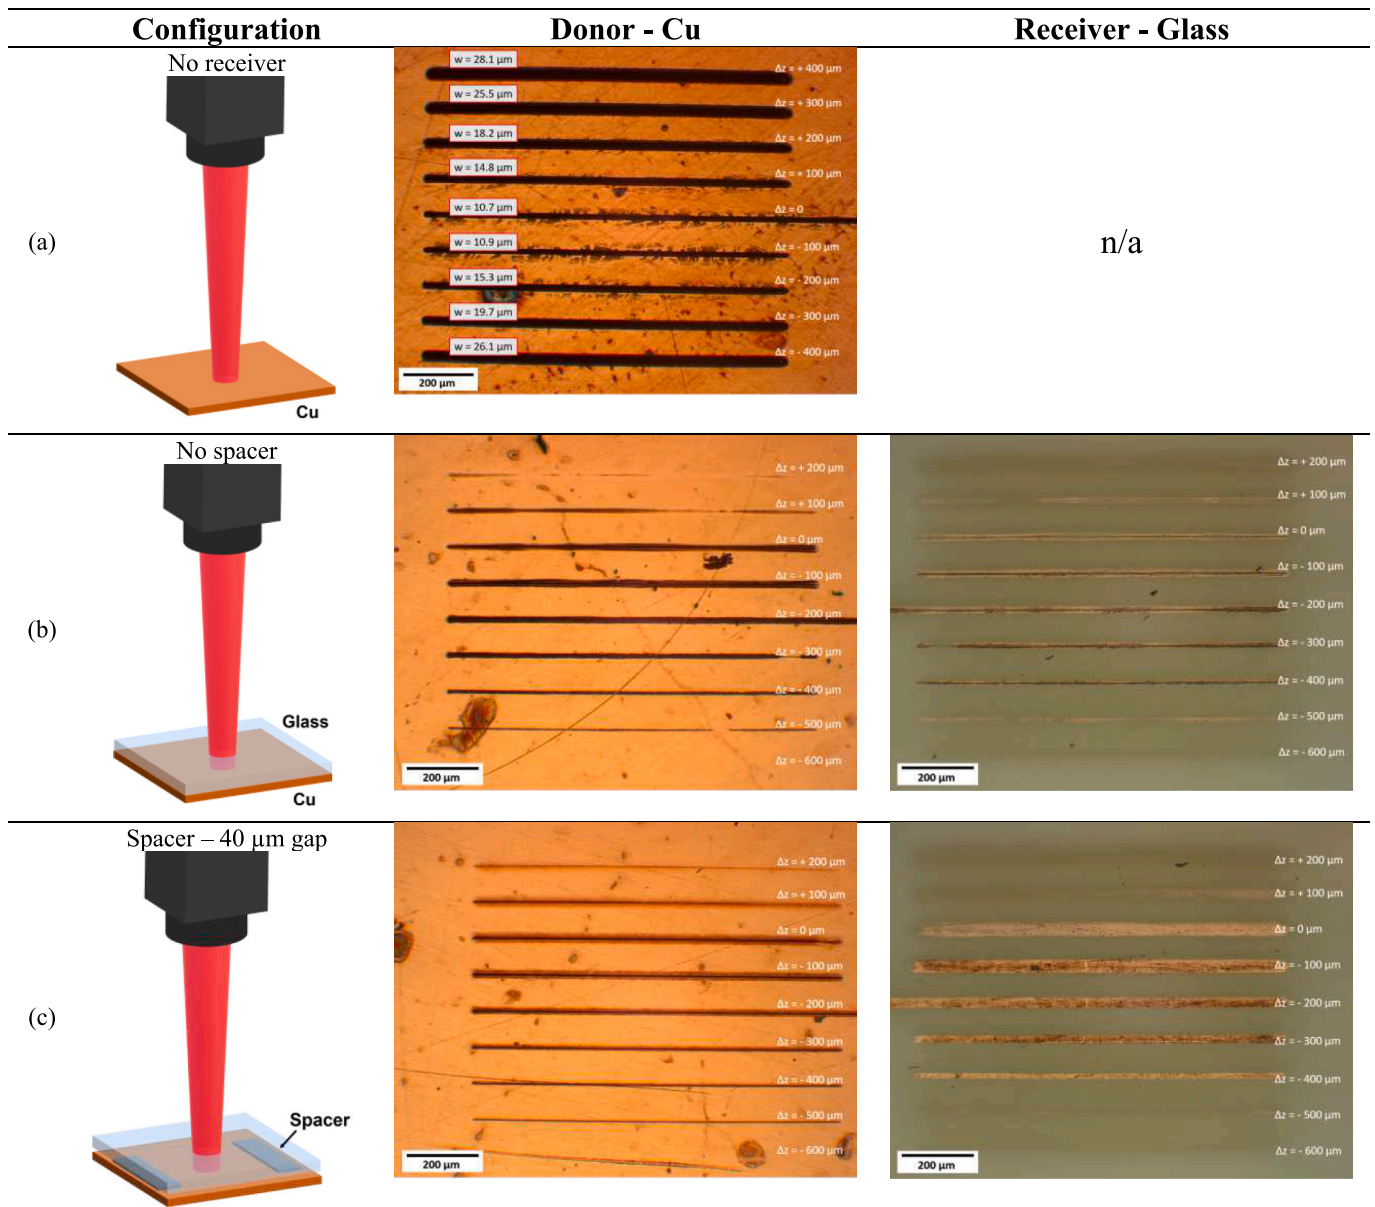 Configuration Donor - Cu Receiver - Glass
(a)
No receiver
Cu
w = 28.1 µm Δz = + 400 µm
w = 25.5 µm Δz = + 300 µm
w = 18.2 µm Δz = + 200 µm
w = 14.8 µm Δz = + 100 µm
w = 10.7 µm Δz = 0
w = 10.9 µm Δz = - 100 µm
w = 15.3 µm Δz = - 200 µm
w = 19.7 µm Δz = - 300 µm
w = 26.1 µm Δz = - 400 µm
200 µm
n/a
(b)
No spacer
Glass
Cu
Δz = + 200 µm
Δz = + 100 µm
Δz = 0 µm
Δz = - 100 µm
Δz = - 200 µm
Δz = - 300 µm
Δz = - 400 µm
Δz = - 500 µm
Δz = - 600 µm
200 µm
Δz = + 200 µm
Δz = + 100 µm
Δz = 0 µm
Δz = - 100 µm
Δz = - 200 µm
Δz = - 300 µm
Δz = - 400 µm
Δz = - 500 µm
Δz = - 600 µm
200 µm
(c)
Spacer – 40 µm gap
Spacer
Δz = + 200 µm
Δz = + 100 µm
Δz = 0 µm
Δz = - 100 µm
Δz = - 200 µm
Δz = - 300 µm
Δz = - 400 µm
Δz = - 500 µm
Δz = - 600 µm
200 µm
Δz = + 200 µm
Δz = + 100 µm
Δz = 0 µm
Δz = - 100 µm
Δz = - 200 µm
Δz = - 300 µm
Δz = - 400 µm
Δz = - 500 µm
Δz = - 600 µm
200 µm